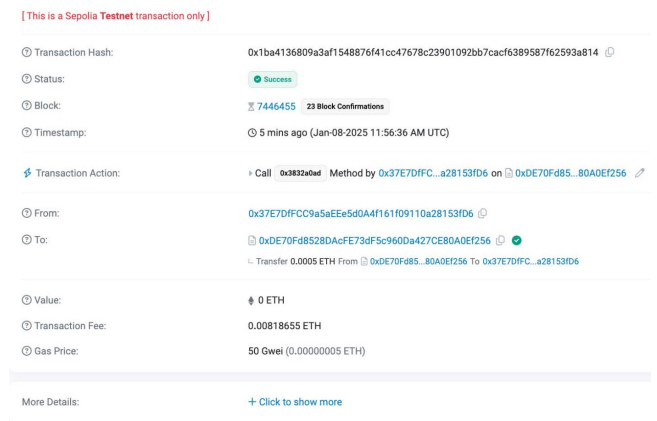 [ This is a Sepolia Testnet transaction only ]
Transaction Hash: 0x1ba4136809a3af1548876f41cc47678c23901092bb7cacf6389587f62593a814
Status: Success
Block: 7446455 23 Block Confirmations
Timestamp: 5 mins ago (Jan-08-2025 11:56:36 AM UTC)
Transaction Action: Call 0x3832a0ad Method by 0x37E7DfFC...a28153fD6 on 0xDE70Fd85...80A0Ef256
From: 0x37E7DfFCC9a5aEEe5d0A4f161f09110a28153fD6
To: 0xDE70Fd8528DAcFE73dF5c960Da427CE80A0Ef256
Transfer 0.0005 ETH From 0xDE70Fd85...80A0Ef256 To 0x37E7DfFC...a28153fD6
Value: 0 ETH
Transaction Fee: 0.00818655 ETH
Gas Price: 50 Gwei (0.00000005 ETH)
More Details: + Click to show more